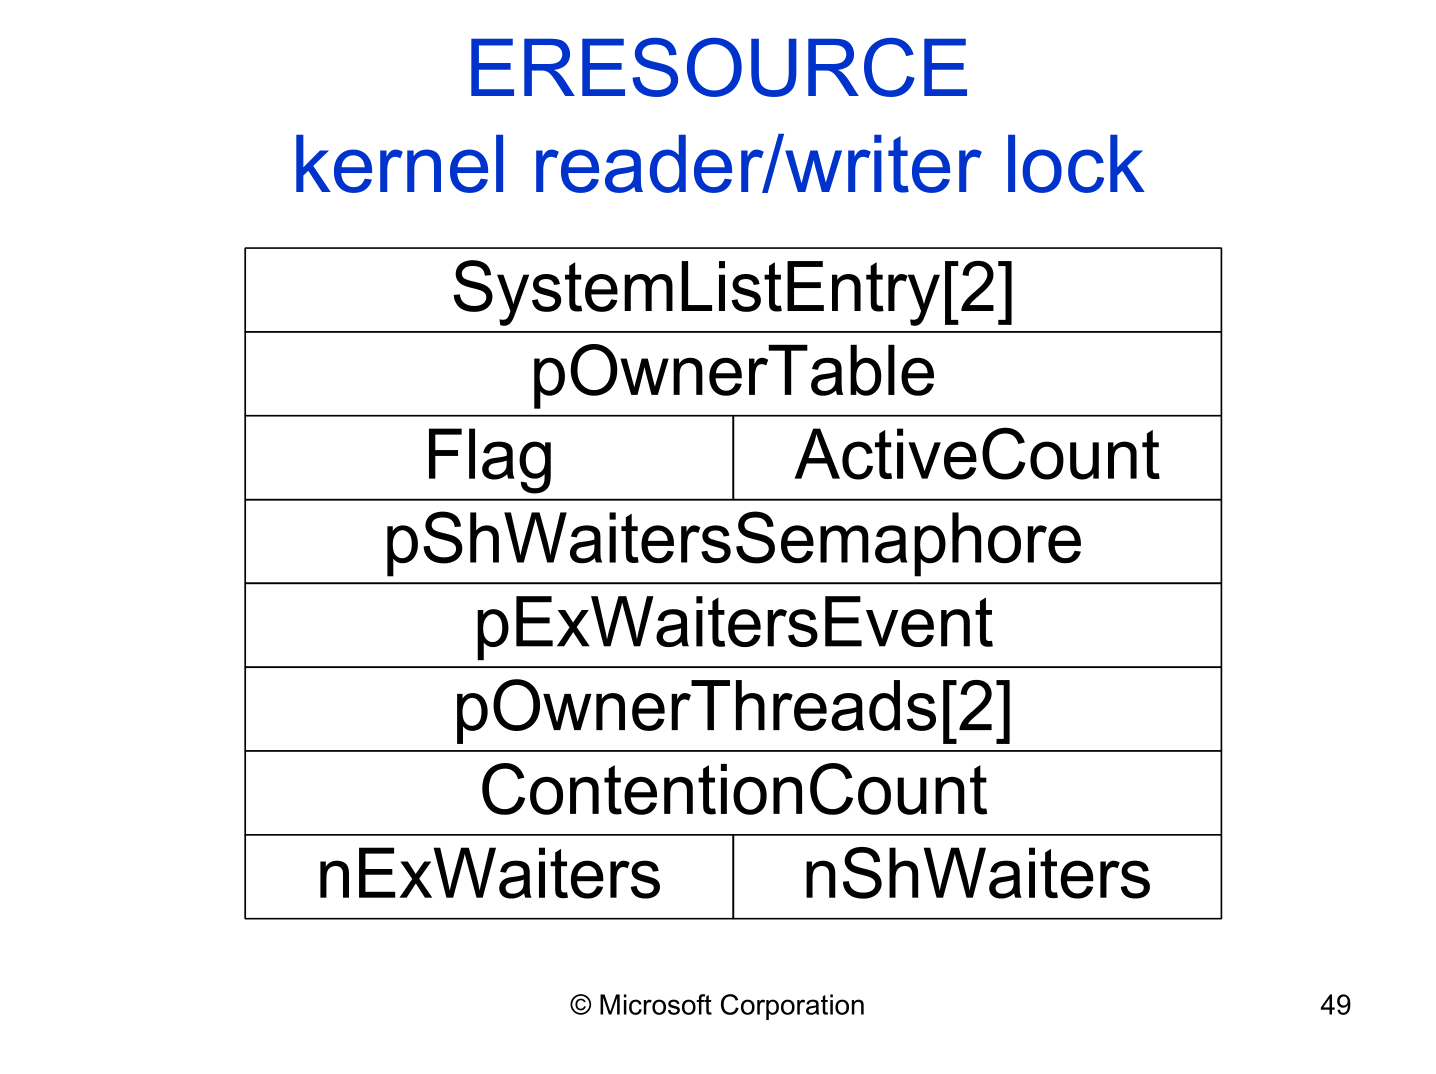 ERESOURCE
kernel reader/writer lock
SystemListEntry[2]
pOwnerTable
Flag ActiveCount
pShWaitersSemaphore
pExWaitersEvent
pOwnerThreads[2]
ContentionCount
nExWaiters nShWaiters
© Microsoft Corporation 49